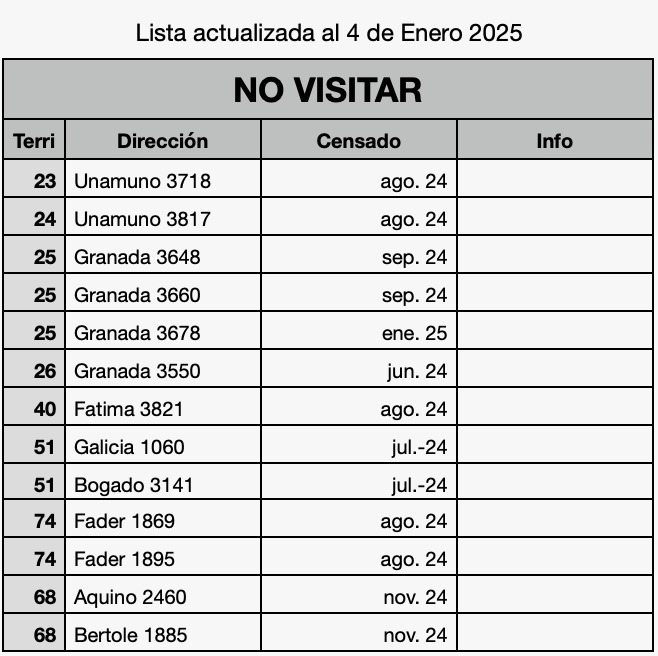 Lista actualizada al 4 de Enero 2025
NO VISITAR
Terri Dirección Censado Info
23 Unamuno 3718 ago. 24
24 Unamuno 3817 ago. 24
25 Granada 3648 sep. 24
25 Granada 3660 sep. 24
25 Granada 3678 ene. 25
26 Granada 3550 jun. 24
40 Fatima 3821 ago. 24
51 Galicia 1060 jul.-24
51 Bogado 3141 jul.-24
74 Fader 1869 ago. 24
74 Fader 1895 ago. 24
68 Aquino 2460 nov. 24
68 Bertole 1885 nov. 24